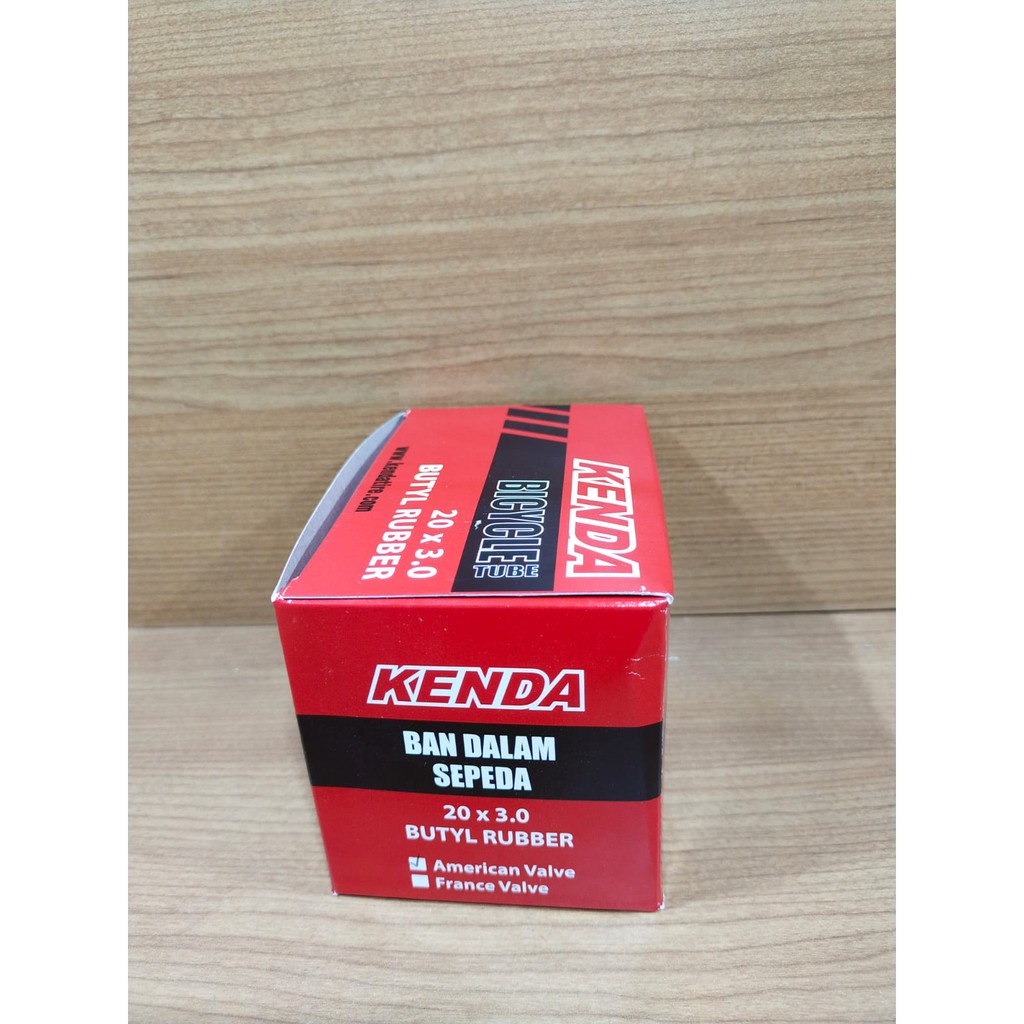 KENDA
BICYCLE
TUBE
20 x 3.0
BUTYL RUBBER
www.kendatire.com
KENDA
BAN DALAM
SEPEDA
20 x 3.0
BUTYL RUBBER
American Valve
France Valve